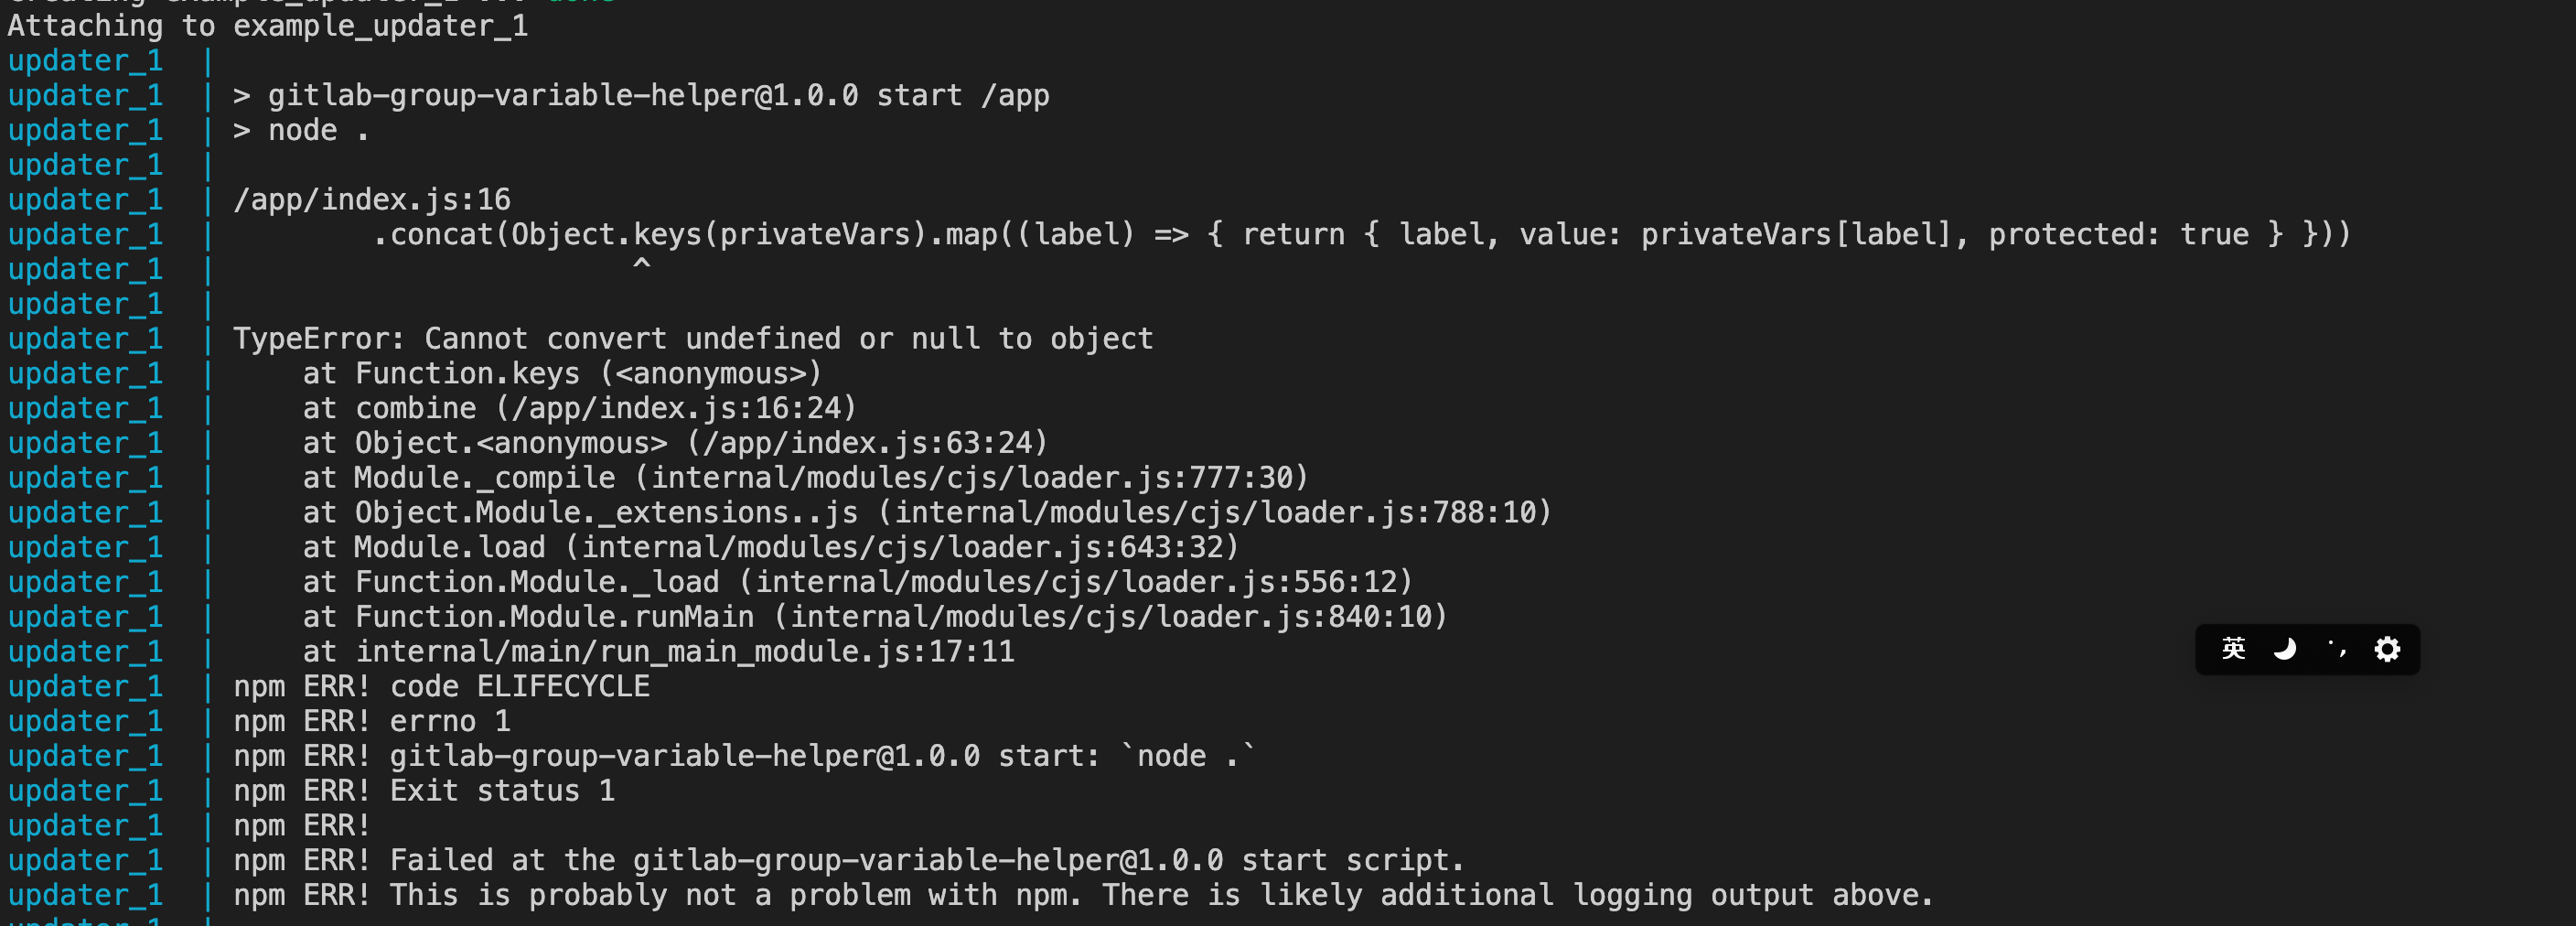 Attaching to example_updater_1
updater_1 |
updater_1 | > gitlab-group-variable-helper@1.0.0 start /app
updater_1 | > node .
updater_1 |
updater_1 | /app/index.js:16
updater_1 |         .concat(Object.keys(privateVars).map((label) => { return { label, value: privateVars[label], protected: true } }))
updater_1 |                        ^
updater_1 |
updater_1 | TypeError: Cannot convert undefined or null to object
updater_1 |     at Function.keys (<anonymous>)
updater_1 |     at combine (/app/index.js:16:24)
updater_1 |     at Object.<anonymous> (/app/index.js:63:24)
updater_1 |     at Module._compile (internal/modules/cjs/loader.js:777:30)
updater_1 |     at Object.Module._extensions..js (internal/modules/cjs/loader.js:788:10)
updater_1 |     at Module.load (internal/modules/cjs/loader.js:643:32)
updater_1 |     at Function.Module._load (internal/modules/cjs/loader.js:556:12)
updater_1 |     at Function.Module.runMain (internal/modules/cjs/loader.js:840:10)
updater_1 |     at internal/main/run_main_module.js:17:11
英
updater_1 | npm ERR! code ELIFECYCLE
updater_1 | npm ERR! errno 1
updater_1 | npm ERR! gitlab-group-variable-helper@1.0.0 start: `node .`
updater_1 | npm ERR! Exit status 1
updater_1 | npm ERR!
updater_1 | npm ERR! Failed at the gitlab-group-variable-helper@1.0.0 start script.
updater_1 | npm ERR! This is probably not a problem with npm. There is likely additional logging output above.